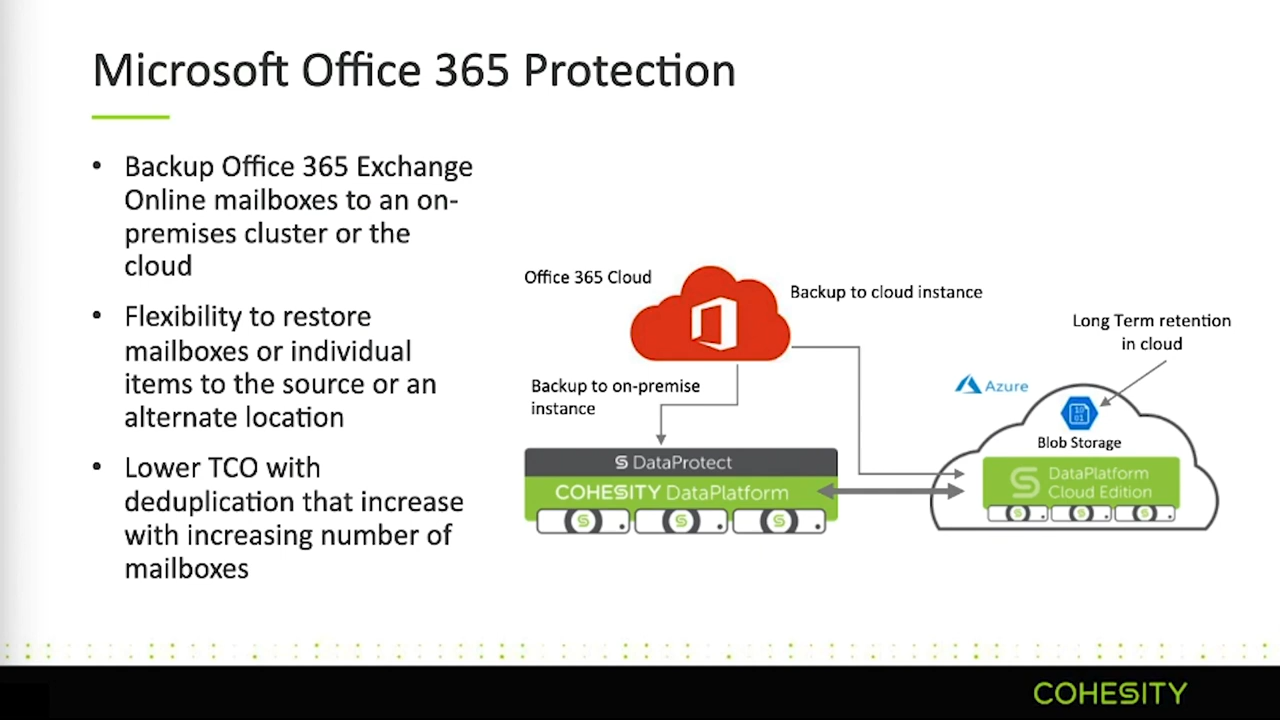 Microsoft Office 365 Protection
• Backup Office 365 Exchange
Online mailboxes to an on-
premises cluster or the
cloud
• Flexibility to restore
mailboxes or individual
items to the source or an
alternate location
• Lower TCO with
deduplication that increase
with increasing number of
mailboxes
Office 365 Cloud
Backup to cloud instance
Long Term retention
in cloud
Backup to on-premise
instance
Azure
10
01
Blob Storage
DataProtect
COHESITY DataPlatform
DataPlatform
Cloud Edition
COHESITY